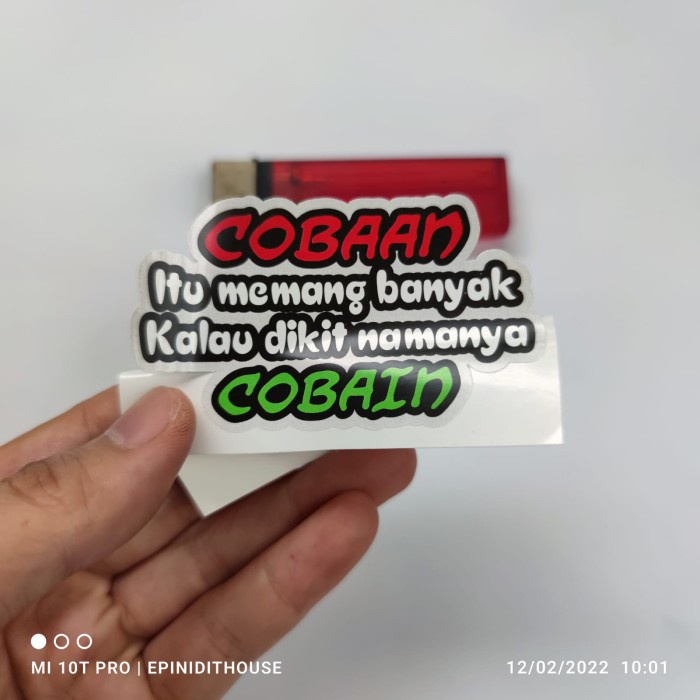 COBAAN
Itu memang banyak
Kalau dikit namanya
COBAIN
MI 10T PRO | EPINIDITHOUSE
12/02/2022 10:01